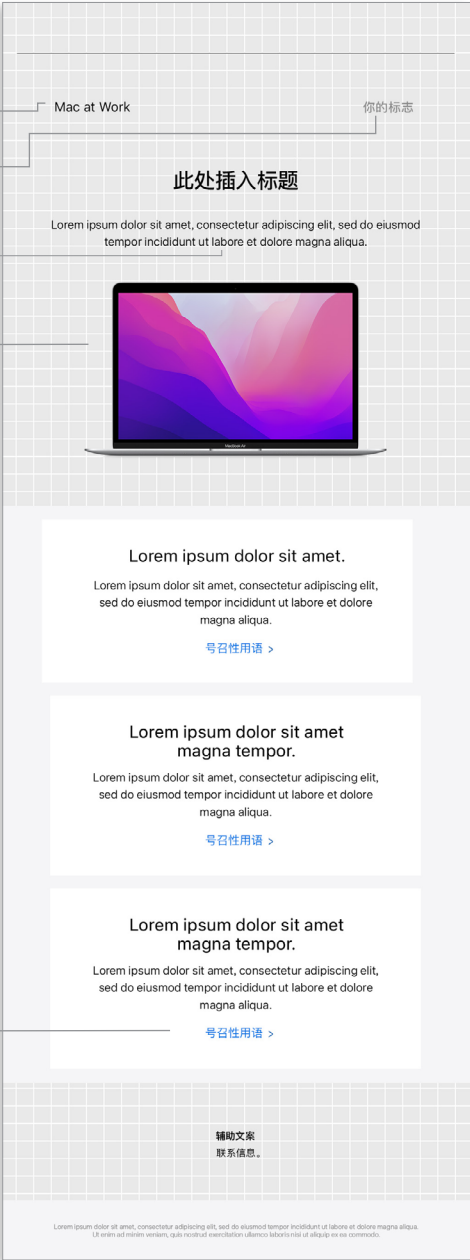 Mac at Work
你的标志
此处插入标题
Lorem ipsum dolor sit amet, consectetur adipiscing elit, sed do eiusmod
tempor incididunt ut labore et dolore magna aliqua.
MacBook Air
Lorem ipsum dolor sit amet.
Lorem ipsum dolor sit amet, consectetur adipiscing elit,
sed do eiusmod tempor incididunt ut labore et dolore
magna aliqua.
号召性用语 >
Lorem ipsum dolor sit amet
magna tempor.
Lorem ipsum dolor sit amet, consectetur adipiscing elit,
sed do eiusmod tempor incididunt ut labore et dolore
magna aliqua.
号召性用语 >
Lorem ipsum dolor sit amet
magna tempor.
Lorem ipsum dolor sit amet, consectetur adipiscing elit,
sed do eiusmod tempor incididunt ut labore et dolore
magna aliqua.
号召性用语 >
辅助文案
联系信息。
Lorem ipsum dolor sit amet, consectetur adipiscing elit, sed do eiusmod tempor incididunt ut labore et dolore magna aliqua.
Ut enim ad minim veniam, quis nostrud exercitation ullamco laboris nisi ut aliquip ex ea commodo.